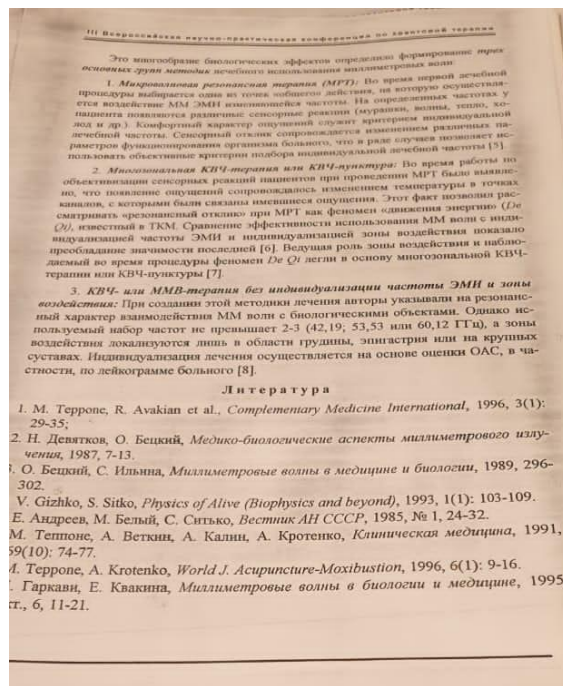 III Всероссийская научно-практическая конференция по квантовой терапии
Это многообразие биологических эффектов определило формирование трех
основных групп методик лечебного использования миллиметровых волн:
1. Микроволновая резонансная терапия (МРТ): Во время первой лечебной
процедуры выбирается одна из точек «общего» действия, на которую осуществля-
ется воздействие ММ ЭМИ изменяющейся частоты. На определенных частотах у
пациента появляются различные сенсорные реакции (мурашки, волны, тепло, хо-
лод и др.). Комфортный характер ощущений служит критерием индивидуальной
лечебной частоты. Сенсорный отклик сопровождается изменением различных па-
раметров функционирования организма больного, что в ряде случаев позволяет ис-
пользовать объективные критерии подбора индивидуальной лечебной частоты [5].
2. Многозональная КВЧ-терапия или КВЧ-пунктура: Во время работы по
объективизации сенсорных реакций пациентов при проведении МРТ было выявле-
но, что появление ощущений сопровождалось изменением температуры в точках
каналов, с которыми были связаны имевшиеся ощущения. Этот факт позволил рас-
сматривать «резонансный отклик» при МРТ как феномен «движения энергии» (De
Qi), известный в ТКМ. Сравнение эффективности использования ММ волн с инди-
видуализацией частоты ЭМИ и индивидуализацией зоны воздействия показало
преобладание значимости последней [6]. Ведущая роль зоны воздействия и наблю-
даемый во время процедуры феномен De Qi легли в основу многозональной КВЧ-
терапии или КВЧ-пунктуры [7].
3. КВЧ- или ММВ-терапия без индивидуализации частоты ЭМИ и зоны
воздействия: При создании этой методики лечения авторы указывали на резонанс-
ный характер взаимодействия ММ волн с биологическими объектами. Однако ис-
пользуемый набор частот не превышает 2-3 (42,19; 53,53 или 60,12 ГГц), а зоны
воздействия локализуются лишь в области грудины, эпигастрия или на крупных
суставах. Индивидуализация лечения осуществляется на основе оценки ОАС, в ча-
стности, по лейкограмме больного [8].
Литература
1. M. Teppone, R. Avakian et al., Complementary Medicine International, 1996, 3(1):
29-35;
2. Н. Девятков, О. Бецкий, Медико-биологические аспекты миллиметрового излу-
чения, 1987, 7-13.
3. О. Бецкий, С. Ильина, Миллиметровые волны в медицине и биологии, 1989, 296-
302.
V. Gizhko, S. Sitko, Physics of Alive (Biophysics and beyond), 1993, 1(1): 103-109.
Е. Андреев, М. Белый, С. Ситько, Вестник АН СССР, 1985, № 1, 24-32.
М. Теппоне, А. Веткин, А. Калин, А. Кротенко, Клиническая медицина, 1991,
69(10): 74-77.
M. Teppone, A. Krotenko, World J. Acupuncture-Moxibustion, 1996, 6(1): 9-16.
Гаркави, Е. Квакина, Миллиметровые волны в биологии и медицине, 1995
6, 11-21.